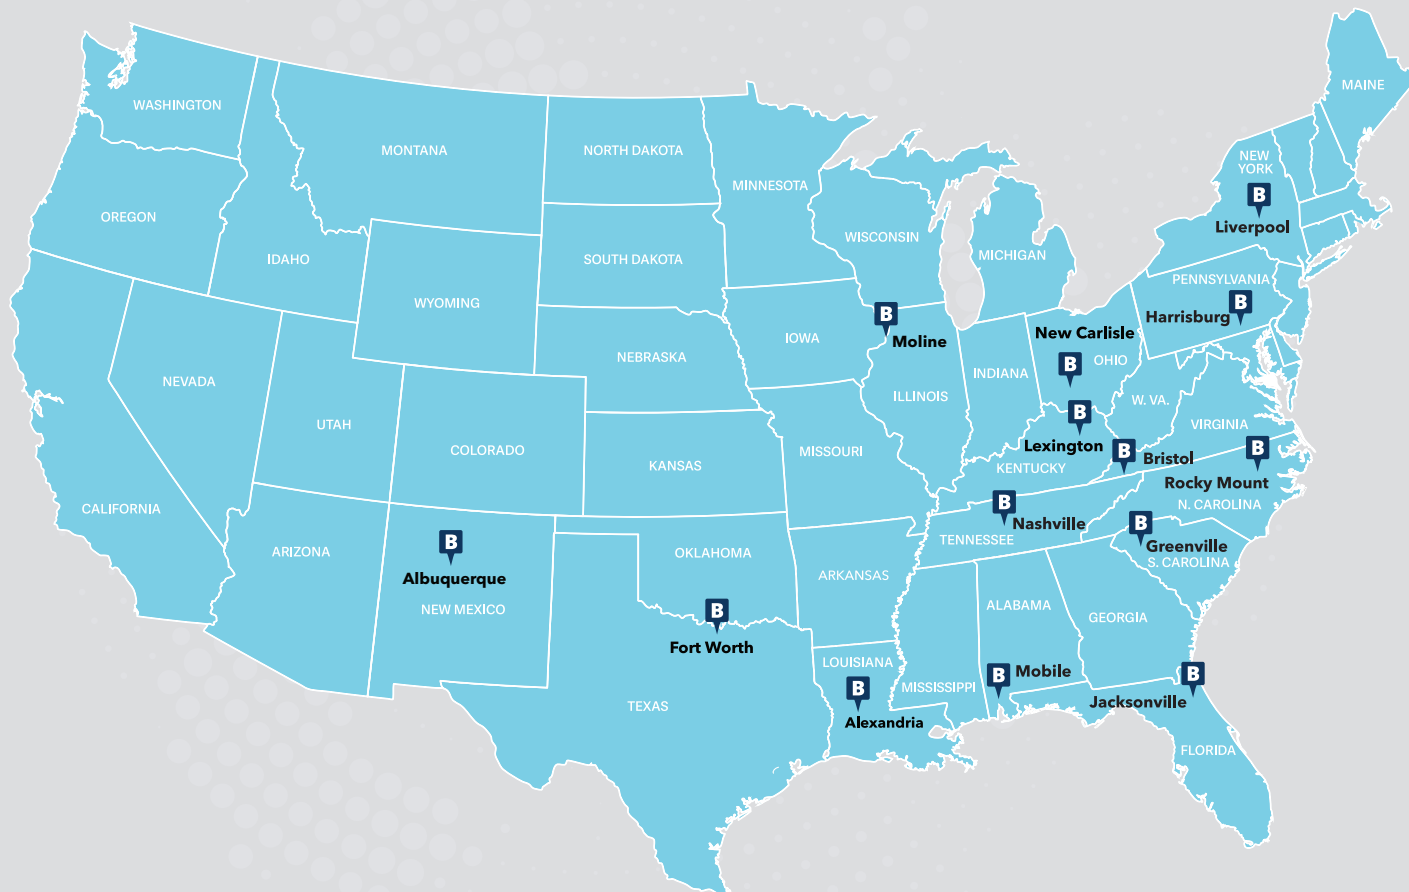 MAINE
WASHINGTON
MONTANA
NORTH DAKOTA
MINNESOTA
NEW
YORK
B
Liverpool
OREGON
IDAHO
SOUTH DAKOTA
WISCONSIN
MICHIGAN
WYOMING
PENNSYLVANIA
B
Harrisburg
B
Moline
IOWA
New Carlisle
B
OHIO
NEBRASKA
NEVADA
INDIANA
ILLINOIS
W. VA.
UTAH
COLORADO
B
Lexington
VIRGINIA
KANSAS
MISSOURI
KENTUCKY
B
Bristol
B
Rocky Mount
CALIFORNIA
N. CAROLINA
B
Nashville
TENNESSEE
B
Greenville
S. CAROLINA
ARIZONA
B
Albuquerque
NEW MEXICO
OKLAHOMA
ARKANSAS
B
Fort Worth
ALABAMA
GEORGIA
LOUISIANA
B
Alexandria
MISSISSIPPI
B
Mobile
B
Jacksonville
TEXAS
FLORIDA